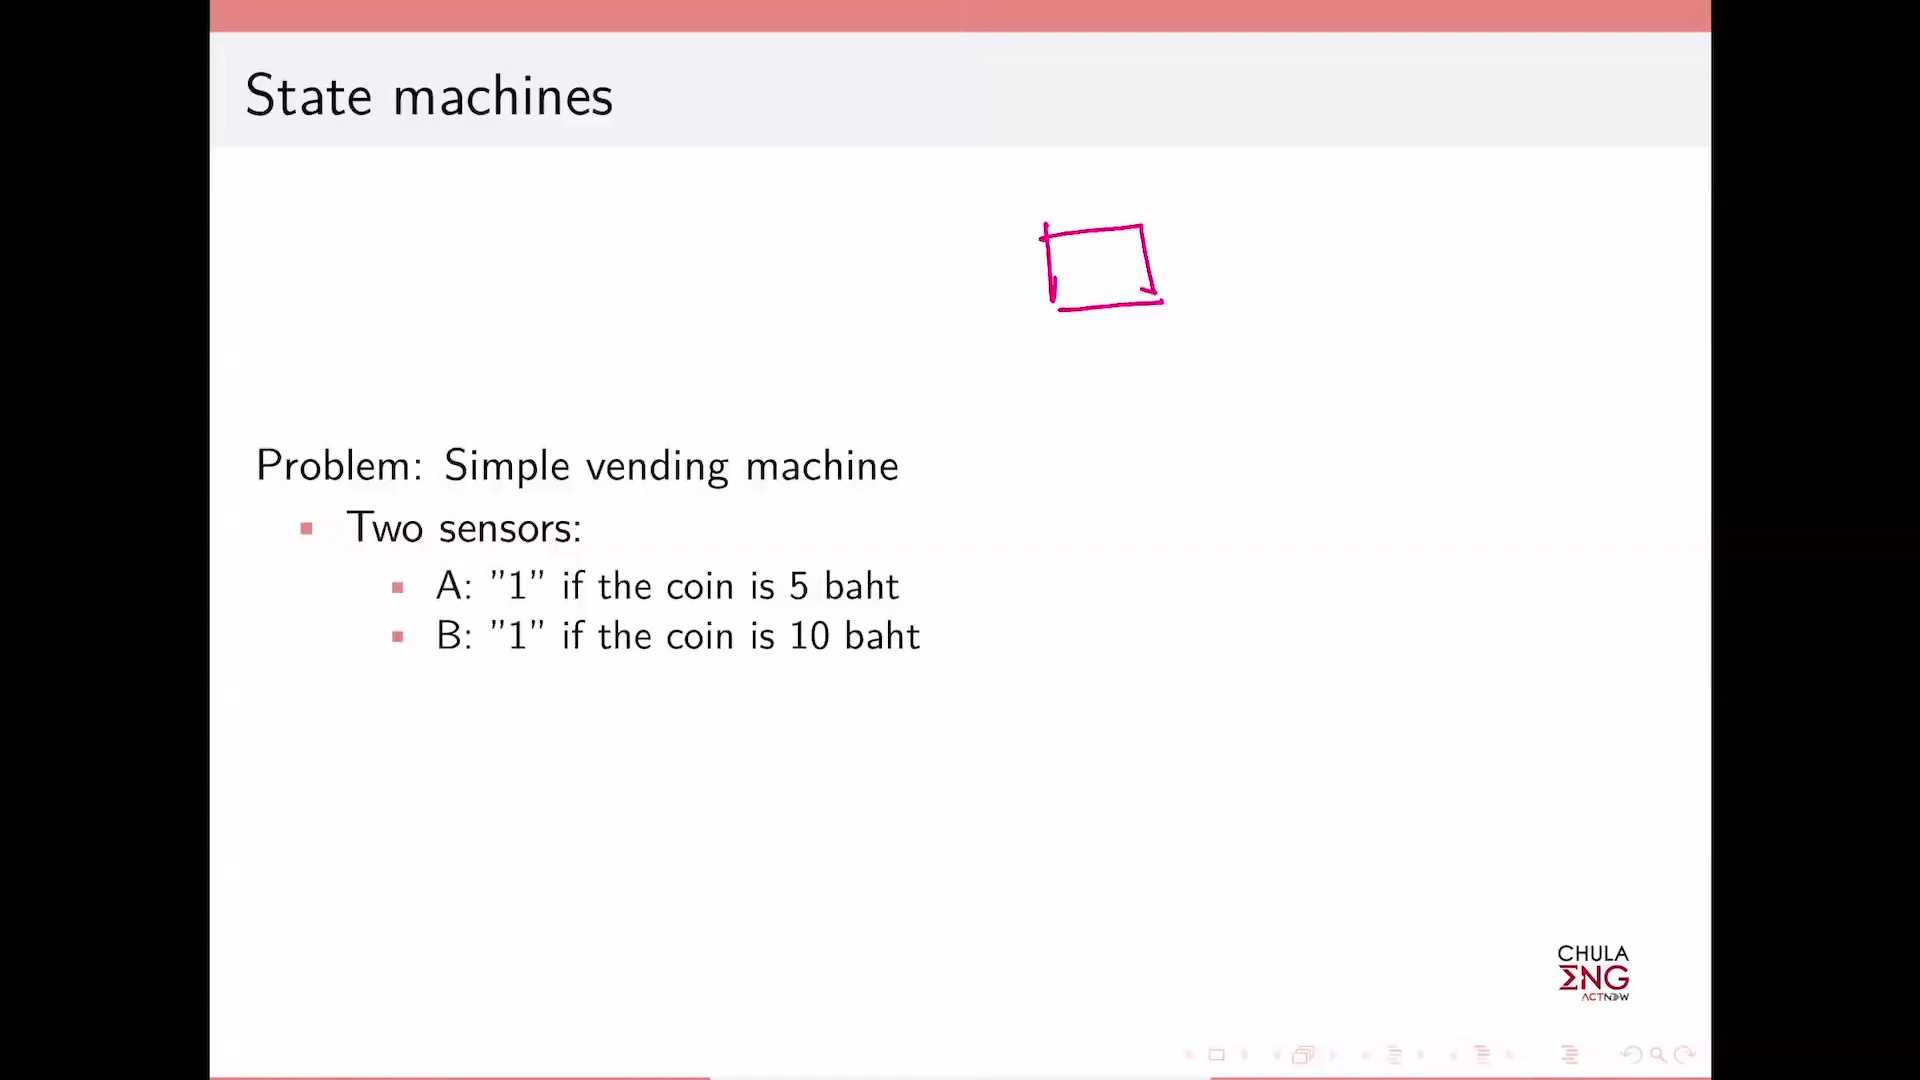 State machines
Problem: Simple vending machine
Two sensors:
A: ”1” if the coin is 5 baht
B: ”1” if the coin is 10 baht
CHULA
ΣNG
ACTNOW